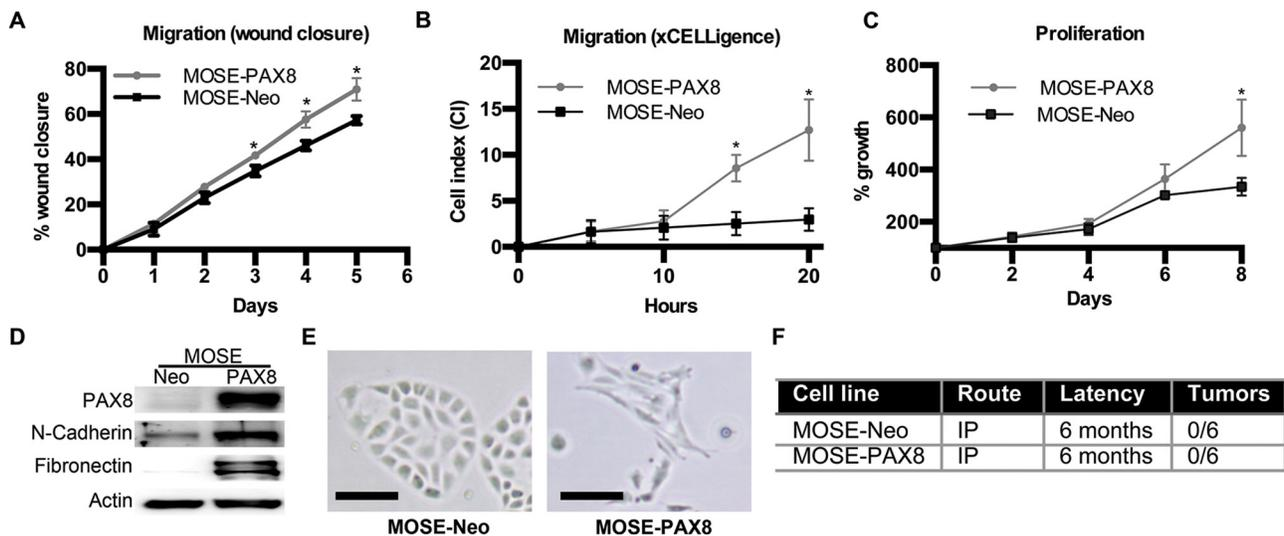 A
Migration (wound closure)
MOSE-PAX8
MOSE-Neo
% wound closure
80
60
40
20
0
* * *
0 1 2 3 4 5 6
Days
B
Migration (xCELLigence)
MOSE-PAX8
MOSE-Neo
Cell index (CI)
20
15
10
5
0
* *
0 10 20
Hours
C
Proliferation
MOSE-PAX8
MOSE-Neo
% growth
800
600
400
200
*
0 2 4 6 8
Days
D
MOSE
Neo PAX8
PAX8
N-Cadherin
Fibronectin
Actin
E
MOSE-Neo MOSE-PAX8
F
Cell line Route Latency Tumors
MOSE-Neo IP 6 months 0/6
MOSE-PAX8 IP 6 months 0/6